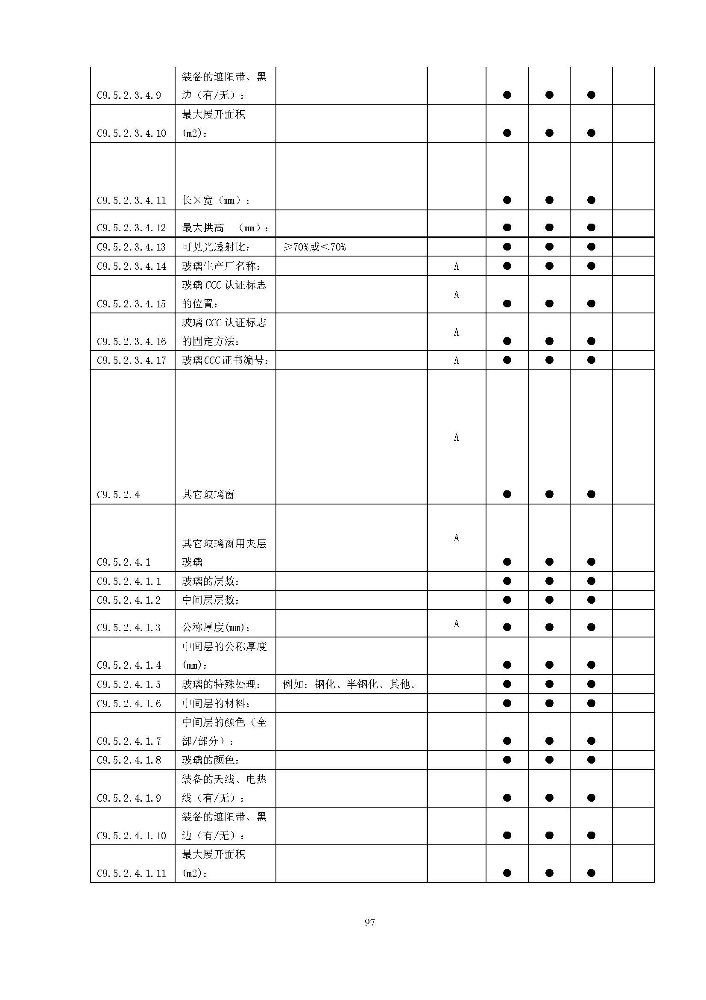 装备的遮阳带、黑
C9.5.2.3.4.9 边（有/无）： ● ● ●
最大展开面积
C9.5.2.3.4.10 (m2)： ● ● ●
C9.5.2.3.4.11 长×宽（mm）： ● ● ●
C9.5.2.3.4.12 最大拱高 （mm）： ● ● ●
C9.5.2.3.4.13 可见光透射比： ≥70%或＜70% ● ● ●
C9.5.2.3.4.14 玻璃生产厂名称： A ● ● ●
玻璃 CCC 认证标志
A
C9.5.2.3.4.15 的位置： ● ● ●
玻璃 CCC 认证标志
A
C9.5.2.3.4.16 的固定方法： ● ● ●
C9.5.2.3.4.17 玻璃CCC证书编号： A ● ● ●
A
C9.5.2.4 其它玻璃窗 ● ● ●
A
其它玻璃窗用夹层
C9.5.2.4.1 玻璃 ● ● ●
C9.5.2.4.1.1 玻璃的层数： ● ● ●
C9.5.2.4.1.2 中间层层数： ● ● ●
C9.5.2.4.1.3 公称厚度(mm)： A ● ● ●
中间层的公称厚度
C9.5.2.4.1.4 (mm)： ● ● ●
C9.5.2.4.1.5 玻璃的特殊处理： 例如：钢化、半钢化、其他。 ● ● ●
C9.5.2.4.1.6 中间层的材料： ● ● ●
中间层的颜色（全
C9.5.2.4.1.7 部/部分）： ● ● ●
C9.5.2.4.1.8 玻璃的颜色： ● ● ●
装备的天线、电热
C9.5.2.4.1.9 线（有/无）： ● ● ●
装备的遮阳带、黑
C9.5.2.4.1.10 边（有/无）： ● ● ●
最大展开面积
C9.5.2.4.1.11 (m2)： ● ● ●
97